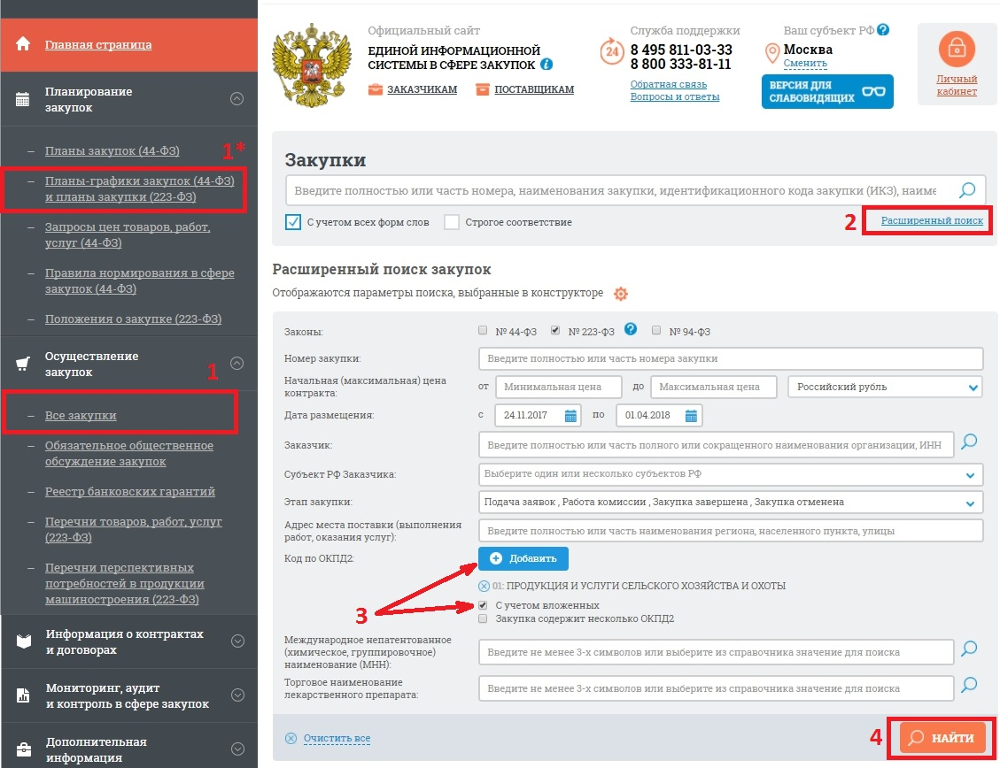 Главная страница
Планирование
закупок
Планы закупок (44-ФЗ)
1*
Планы-графики закупок (44-ФЗ)
и планы закупки (223-ФЗ)
Запросы цен товаров, работ,
услуг (44-ФЗ)
Правила нормирования в сфере
закупок (44-ФЗ)
Положения о закупке (223-ФЗ)
Осуществление
закупок
1
Все закупки
Обязательное общественное
обсуждение закупок
Реестр банковских гарантий
Перечни товаров, работ, услуг
(223-ФЗ)
Перечни перспективных
потребностей в продукции
машиностроения (223-ФЗ)
Информация о контрактах
и договорах
Мониторинг, аудит
и контроль в сфере закупок
Дополнительная
информация
Официальный сайт
ЕДИНОЙ ИНФОРМАЦИОННОЙ
СИСТЕМЫ В СФЕРЕ ЗАКУПОК i
ЗАКАЗЧИКАМ ПОСТАВЩИКАМ
Служба поддержки
24
8 495 811-03-33
8 800 333-81-11
Обратная связь
Вопросы и ответы
Ваш субъект РФ ?
Москва
Сменить
ВЕРСИЯ ДЛЯ
СЛАБОВИДЯЩИХ
Личный
кабинет
Закупки
Введите полностью или часть номера, наименования закупки, идентификационного кода закупки (ИКЗ), наиме
С учетом всех форм слов Строгое соответствие
2 Расширенный поиск
Расширенный поиск закупок
Отображаются параметры поиска, выбранные в конструкторе
Законы: № 44-ФЗ № 223-ФЗ ? № 94-ФЗ
Номер закупки: Введите полностью или часть номера закупки
Начальная (максимальная) цена
контракта: от Минимальная цена до Максимальная цена Российский рубль
Дата размещения: с 24.11.2017 по 01.04.2018
Заказчик: Введите полностью или часть полного или сокращенного наименования организации, ИНН
Субъект РФ Заказчика: Выберите один или несколько субъектов РФ
Этап закупки: Подача заявок , Работа комиссии , Закупка завершена , Закупка отменена
Адрес места поставки (выполнения
работ, оказания услуг): Введите полностью или часть наименования региона, населенного пункта, улицы
Код по ОКПД2: Добавить
01: ПРОДУКЦИЯ И УСЛУГИ СЕЛЬСКОГО ХОЗЯЙСТВА И ОХОТЫ
3 С учетом вложенных
Закупка содержит несколько ОКПД2
Международное непатентованное
(химическое, группировочное)
наименование (МНН): Введите не менее 3-х символов или выберите из справочника значение для поиска
Торговое наименование
лекарственного препарата: Введите не менее 3-х символов или выберите из справочника значение для поиска
Очистить все
4 НАЙТИ